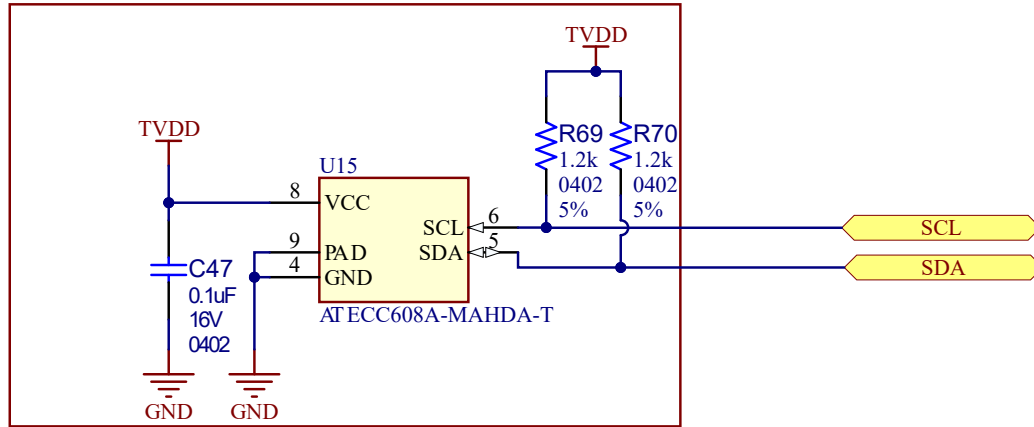 TVDD
TVDD
R69
1.2k
0402
5%
R70
1.2k
0402
5%
U15
8
VCC
SCL
6
SCL
9
PAD
SDA
5
SDA
4
GND
C47
0.1uF
16V
0402
ATECC608A-MAHDA-T
GND
GND